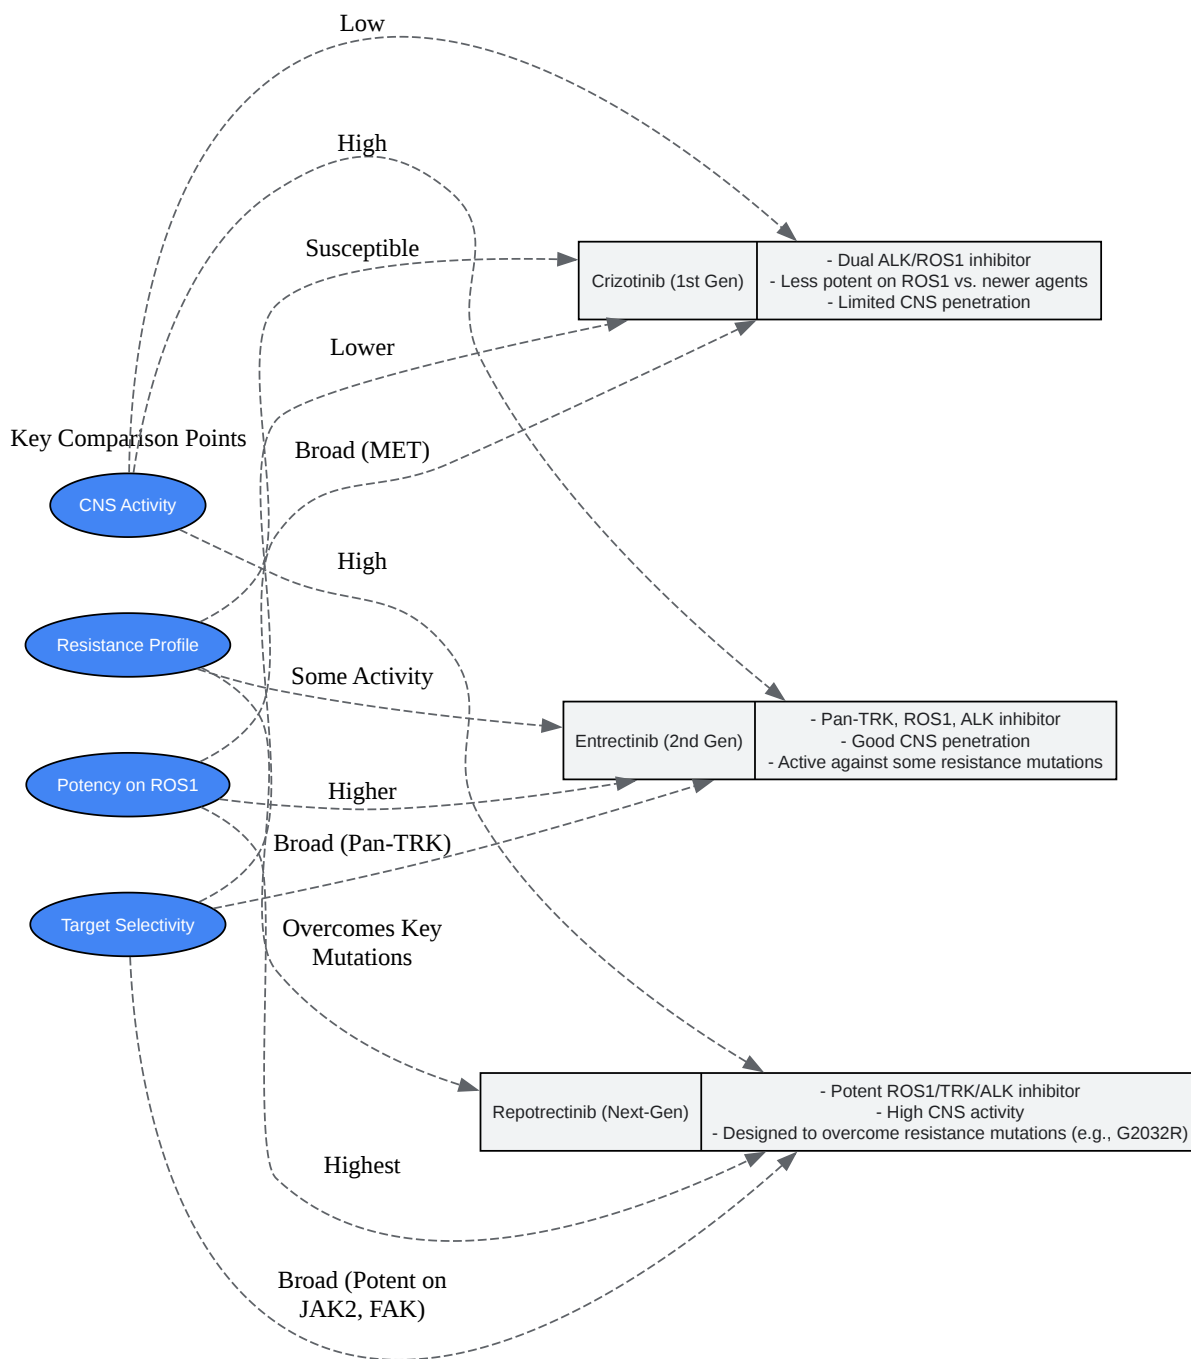 Low
High
Susceptible
- Dual ALK/ROS1 inhibitor
Crizotinib (1st Gen)
- Less potent on ROS1 vs. newer agents
- Limited CNS penetration
Lower
Key Comparison Points
Broad (MET)
CNS Activity
High
Resistance Profile
Some Activity
- Pan-TRK, ROS1, ALK inhibitor
Entrectinib (2nd Gen)
- Good CNS penetration
- Active against some resistance mutations
Potency on ROS1
Higher
Broad (Pan-TRK)
Target Selectivity
Overcomes Key
Mutations
- Potent ROS1/TRK/ALK inhibitor
Repotrectinib (Next-Gen)
- High CNS activity
- Designed to overcome resistance mutations (e.g., G2032R)
Highest
Broad (Potent on
JAK2, FAK)